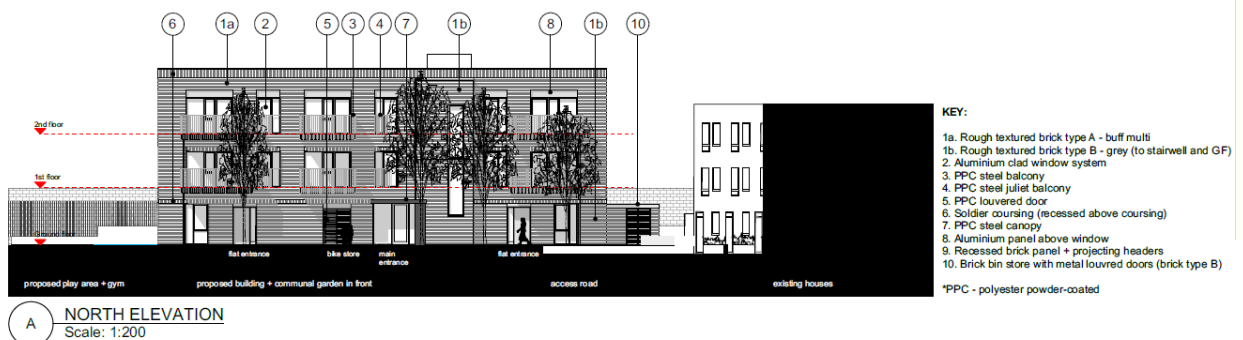 6 1a 2 5 3 4 7 1b 8 1b 10
2nd floor
1st floor
Ground floor
flat entrance
bike store
main
entrance
flat entrance
proposed play area + gym
proposed building + communal garden in front
access road
existing houses
KEY:
1a. Rough textured brick type A - buff multi
1b. Rough textured brick type B - grey (to stairwell and GF)
2. Aluminium clad window system
3. PPC steel balcony
4. PPC steel juliet balcony
5. PPC louvered door
6. Soldier coursing (recessed above coursing)
7. PPC steel canopy
8. Aluminium panel above window
9. Recessed brick panel + projecting headers
10. Brick bin store with metal louvred doors (brick type B)
*PPC - polyester powder-coated
A
NORTH ELEVATION
Scale: 1:200